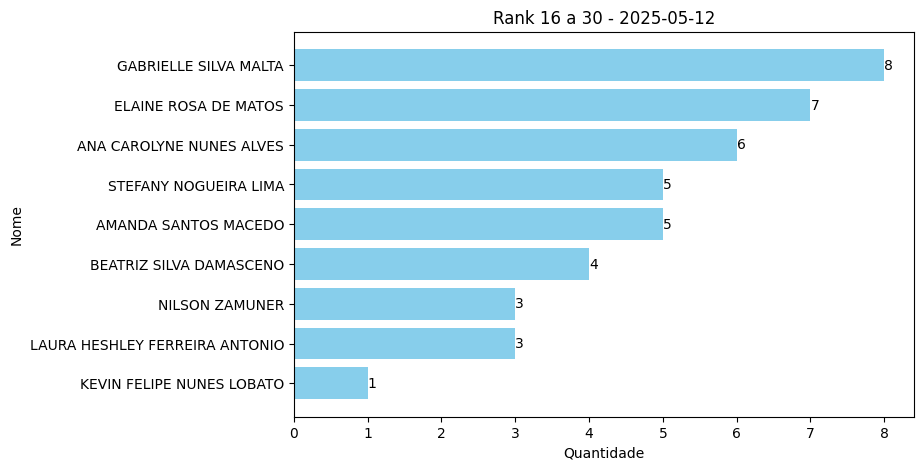 Rank 16 a 30 - 2025-05-12
GABRIELLE SILVA MALTA 8
ELAINE ROSA DE MATOS 7
ANA CAROLYNE NUNES ALVES 6
STEFANY NOGUEIRA LIMA 5
AMANDA SANTOS MACEDO 5
BEATRIZ SILVA DAMASCENO 4
NILSON ZAMUNER 3
LAURA HESHLEY FERREIRA ANTONIO 3
KEVIN FELIPE NUNES LOBATO 1
Nome
0 1 2 3 4 5 6 7 8
Quantidade